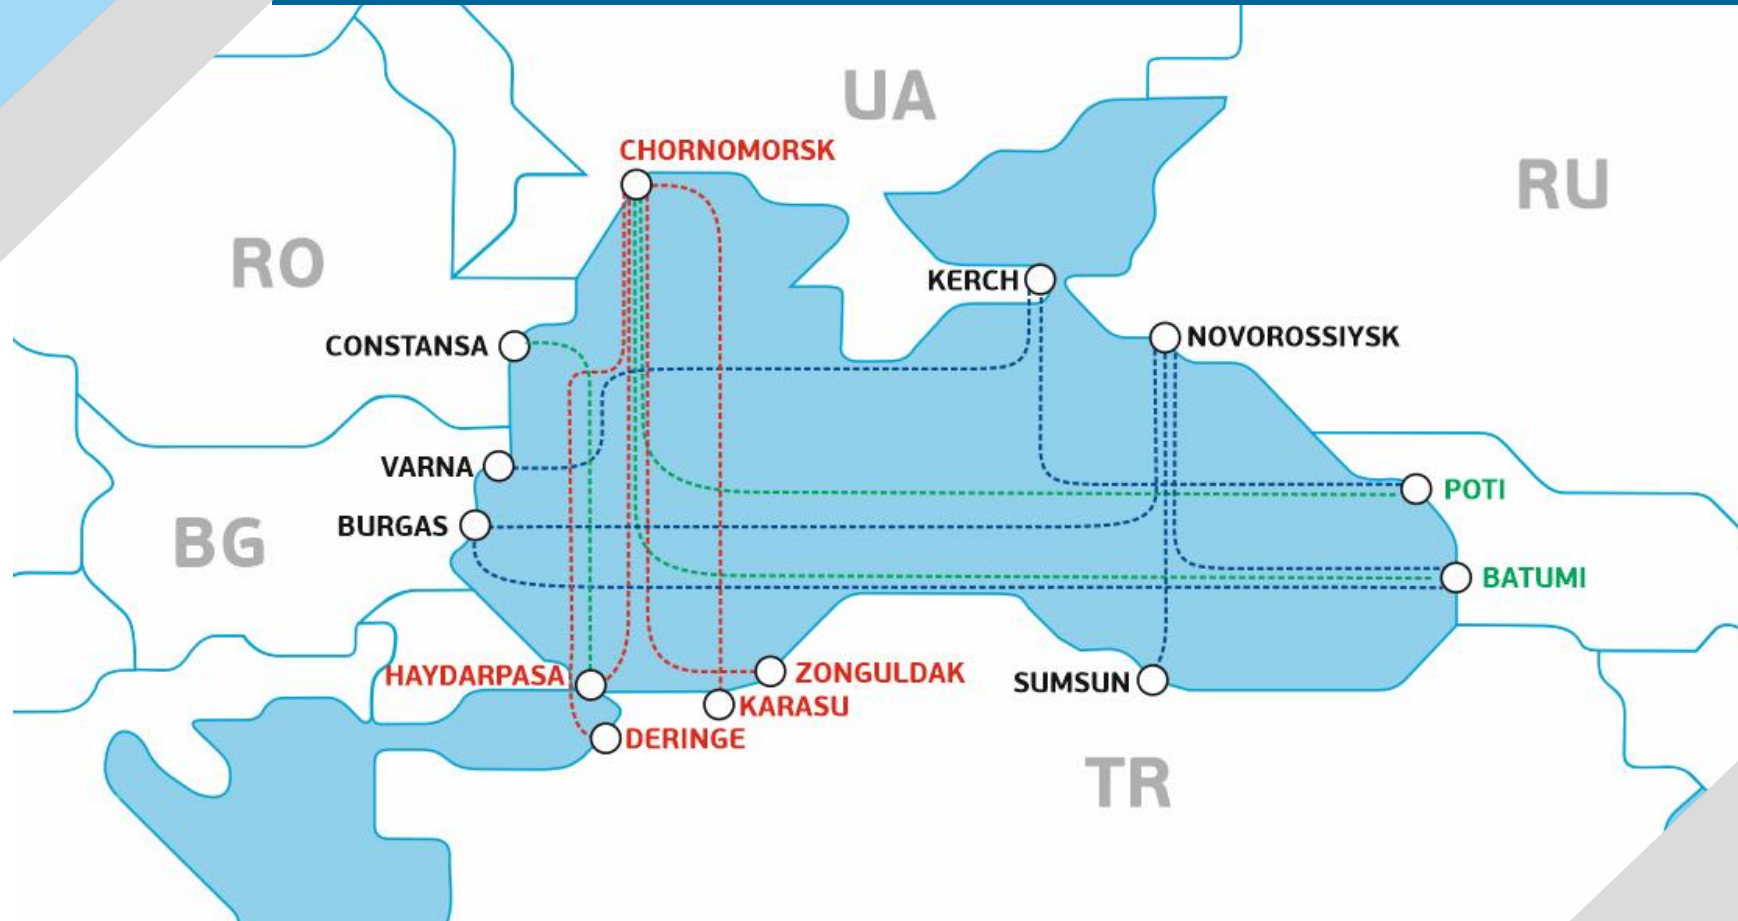 UA
CHORNOMORSK
RU
RO
KERCH
CONSTANSA
NOVOROSSIYSK
VARNA
POTI
BURGAS
BG
BATUMI
HAYDARPASA
ZONGULDAK
SUMSUN
KARASU
DERINGE
TR